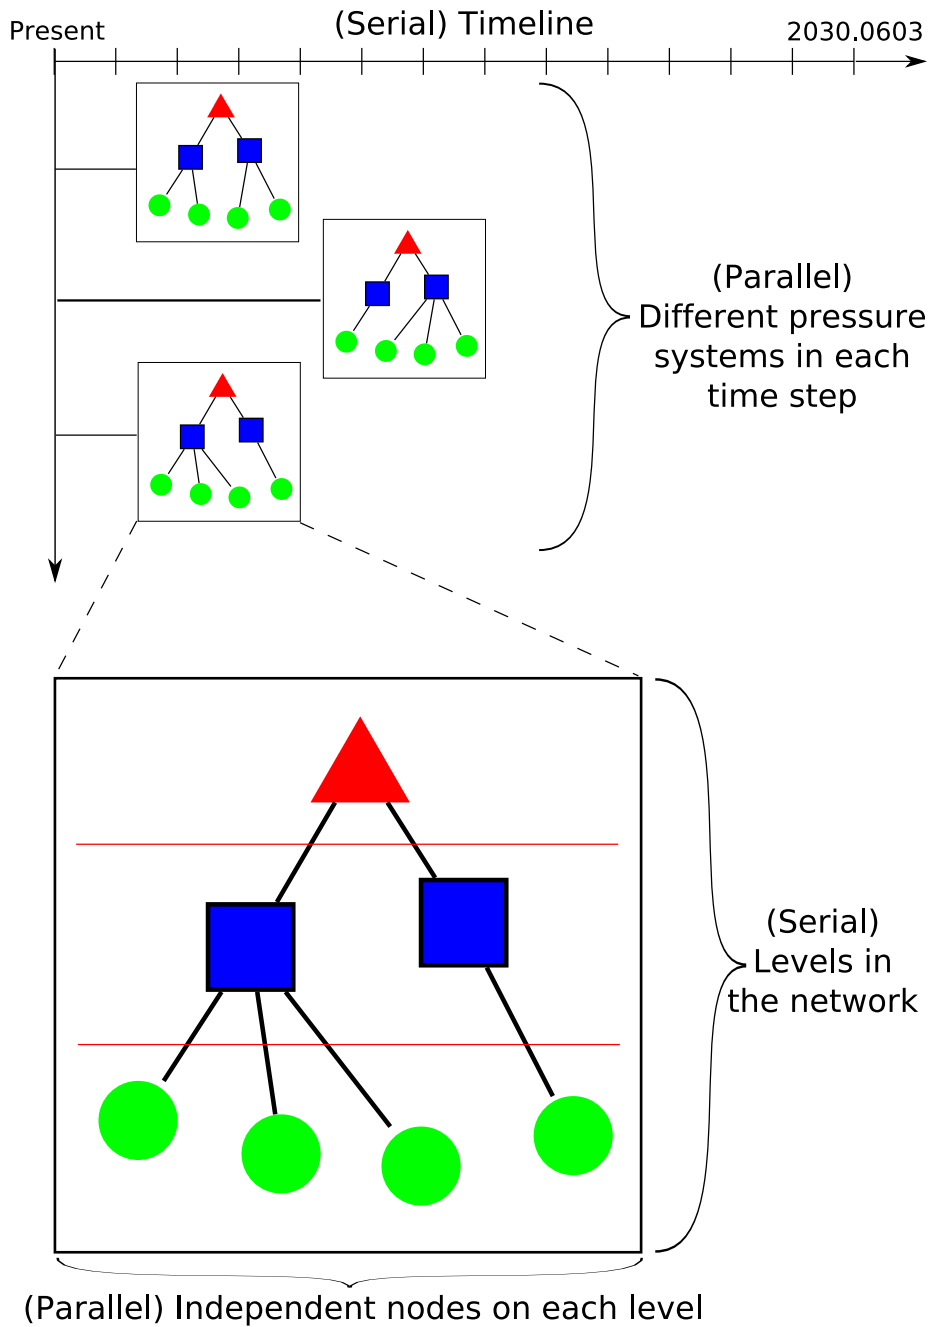 Present
(Serial) Timeline
2030.0603
(Parallel)
Different pressure
systems in each
time step
(Serial)
Levels in
the network
(Parallel) Independent nodes on each level